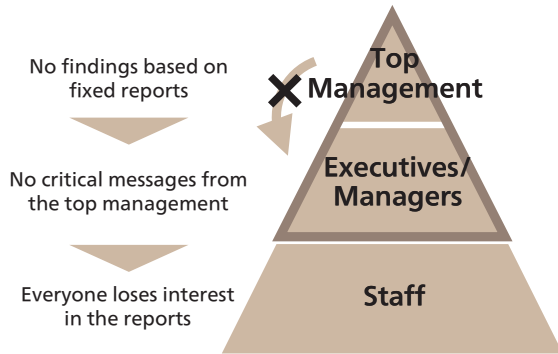 No findings based on
fixed reports
No critical messages from
the top management
Everyone loses interest
in the reports
Top
Management
Executives/
Managers
Staff